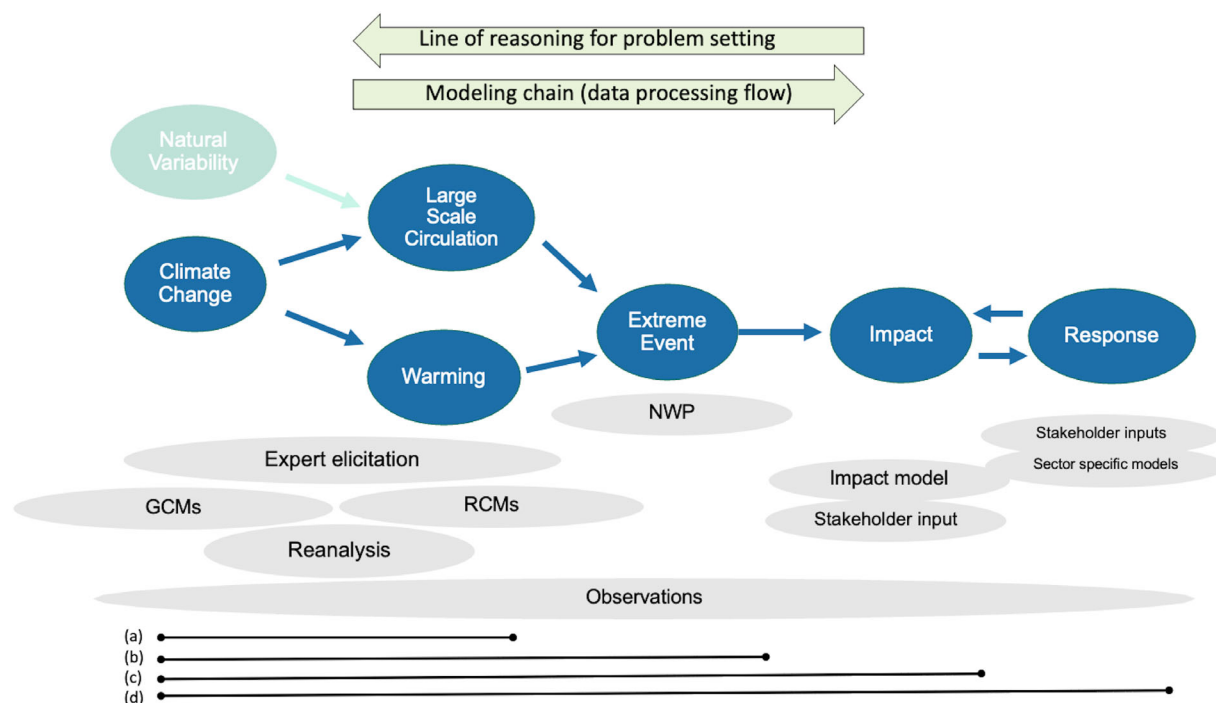 Line of reasoning for problem setting
Modeling chain (data processing flow)
Natural
Variability
Large
Scale
Circulation
Climate
Change
Extreme
Event
Impact
Response
Warming
NWP
Stakeholder inputs
Expert elicitation
Sector specific models
Impact model
GCMs
RCMs
Stakeholder input
Reanalysis
Observations
(a)
(b)
(c)
(d)